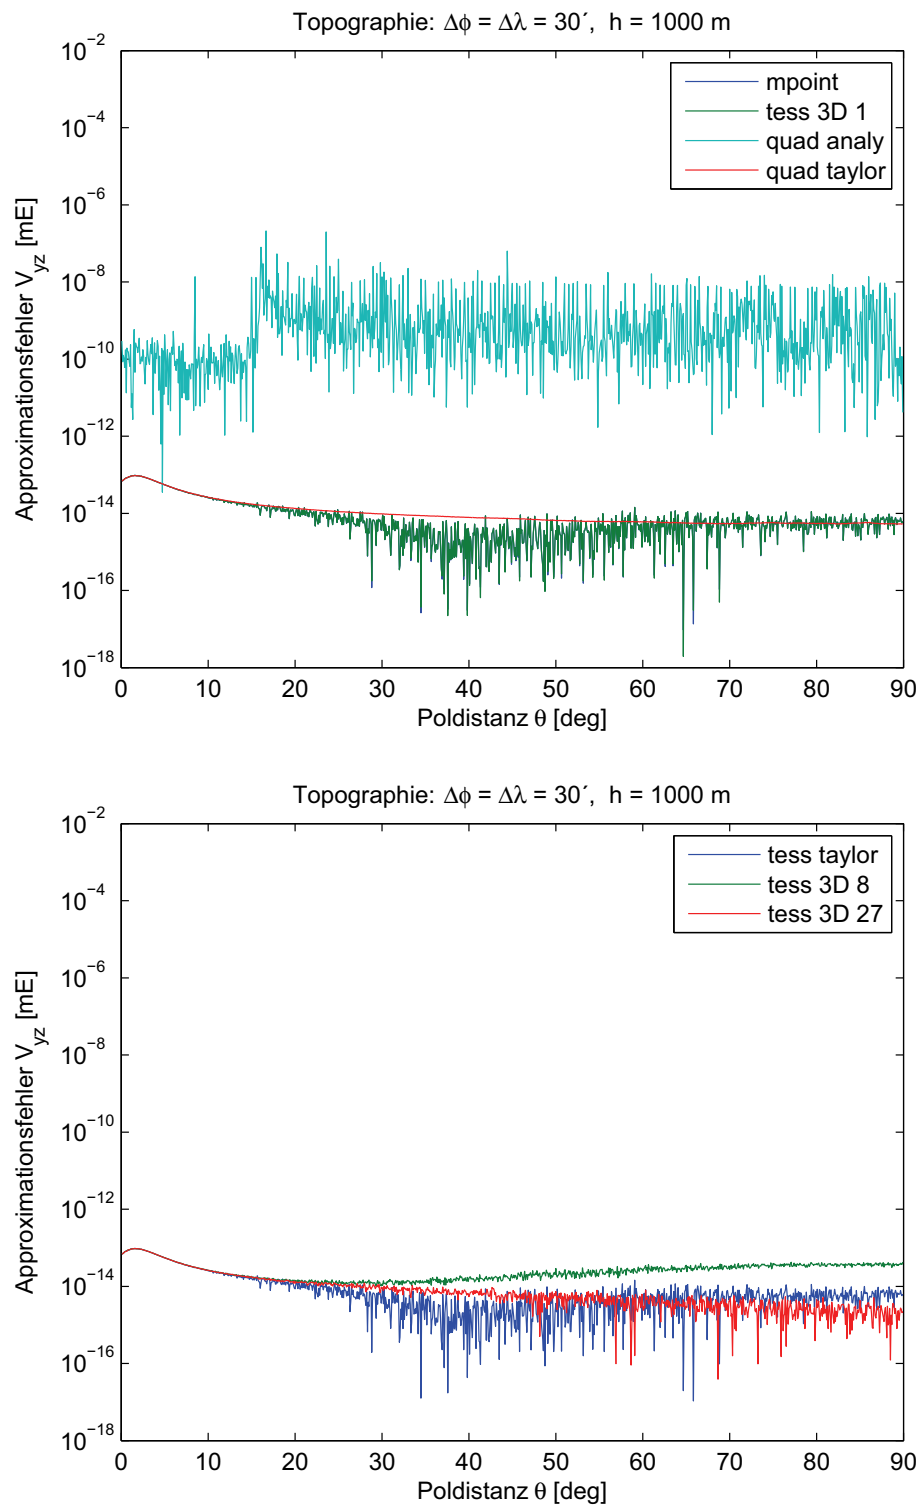 Topographie: Δϕ = Δλ = 30´, h = 1000 m
10⁻²
10⁻⁴
10⁻⁶
10⁻⁸
10⁻¹⁰
10⁻¹²
10⁻¹⁴
10⁻¹⁶
10⁻¹⁸
Approximationsfehler V_yz [mE]
mpoint
tess 3D 1
quad analy
quad taylor
0 10 20 30 40 50 60 70 80 90
Poldistanz θ [deg]
Topographie: Δϕ = Δλ = 30´, h = 1000 m
10⁻²
10⁻⁴
10⁻⁶
10⁻⁸
10⁻¹⁰
10⁻¹²
10⁻¹⁴
10⁻¹⁶
10⁻¹⁸
Approximationsfehler V_yz [mE]
tess taylor
tess 3D 8
tess 3D 27
0 10 20 30 40 50 60 70 80 90
Poldistanz θ [deg]